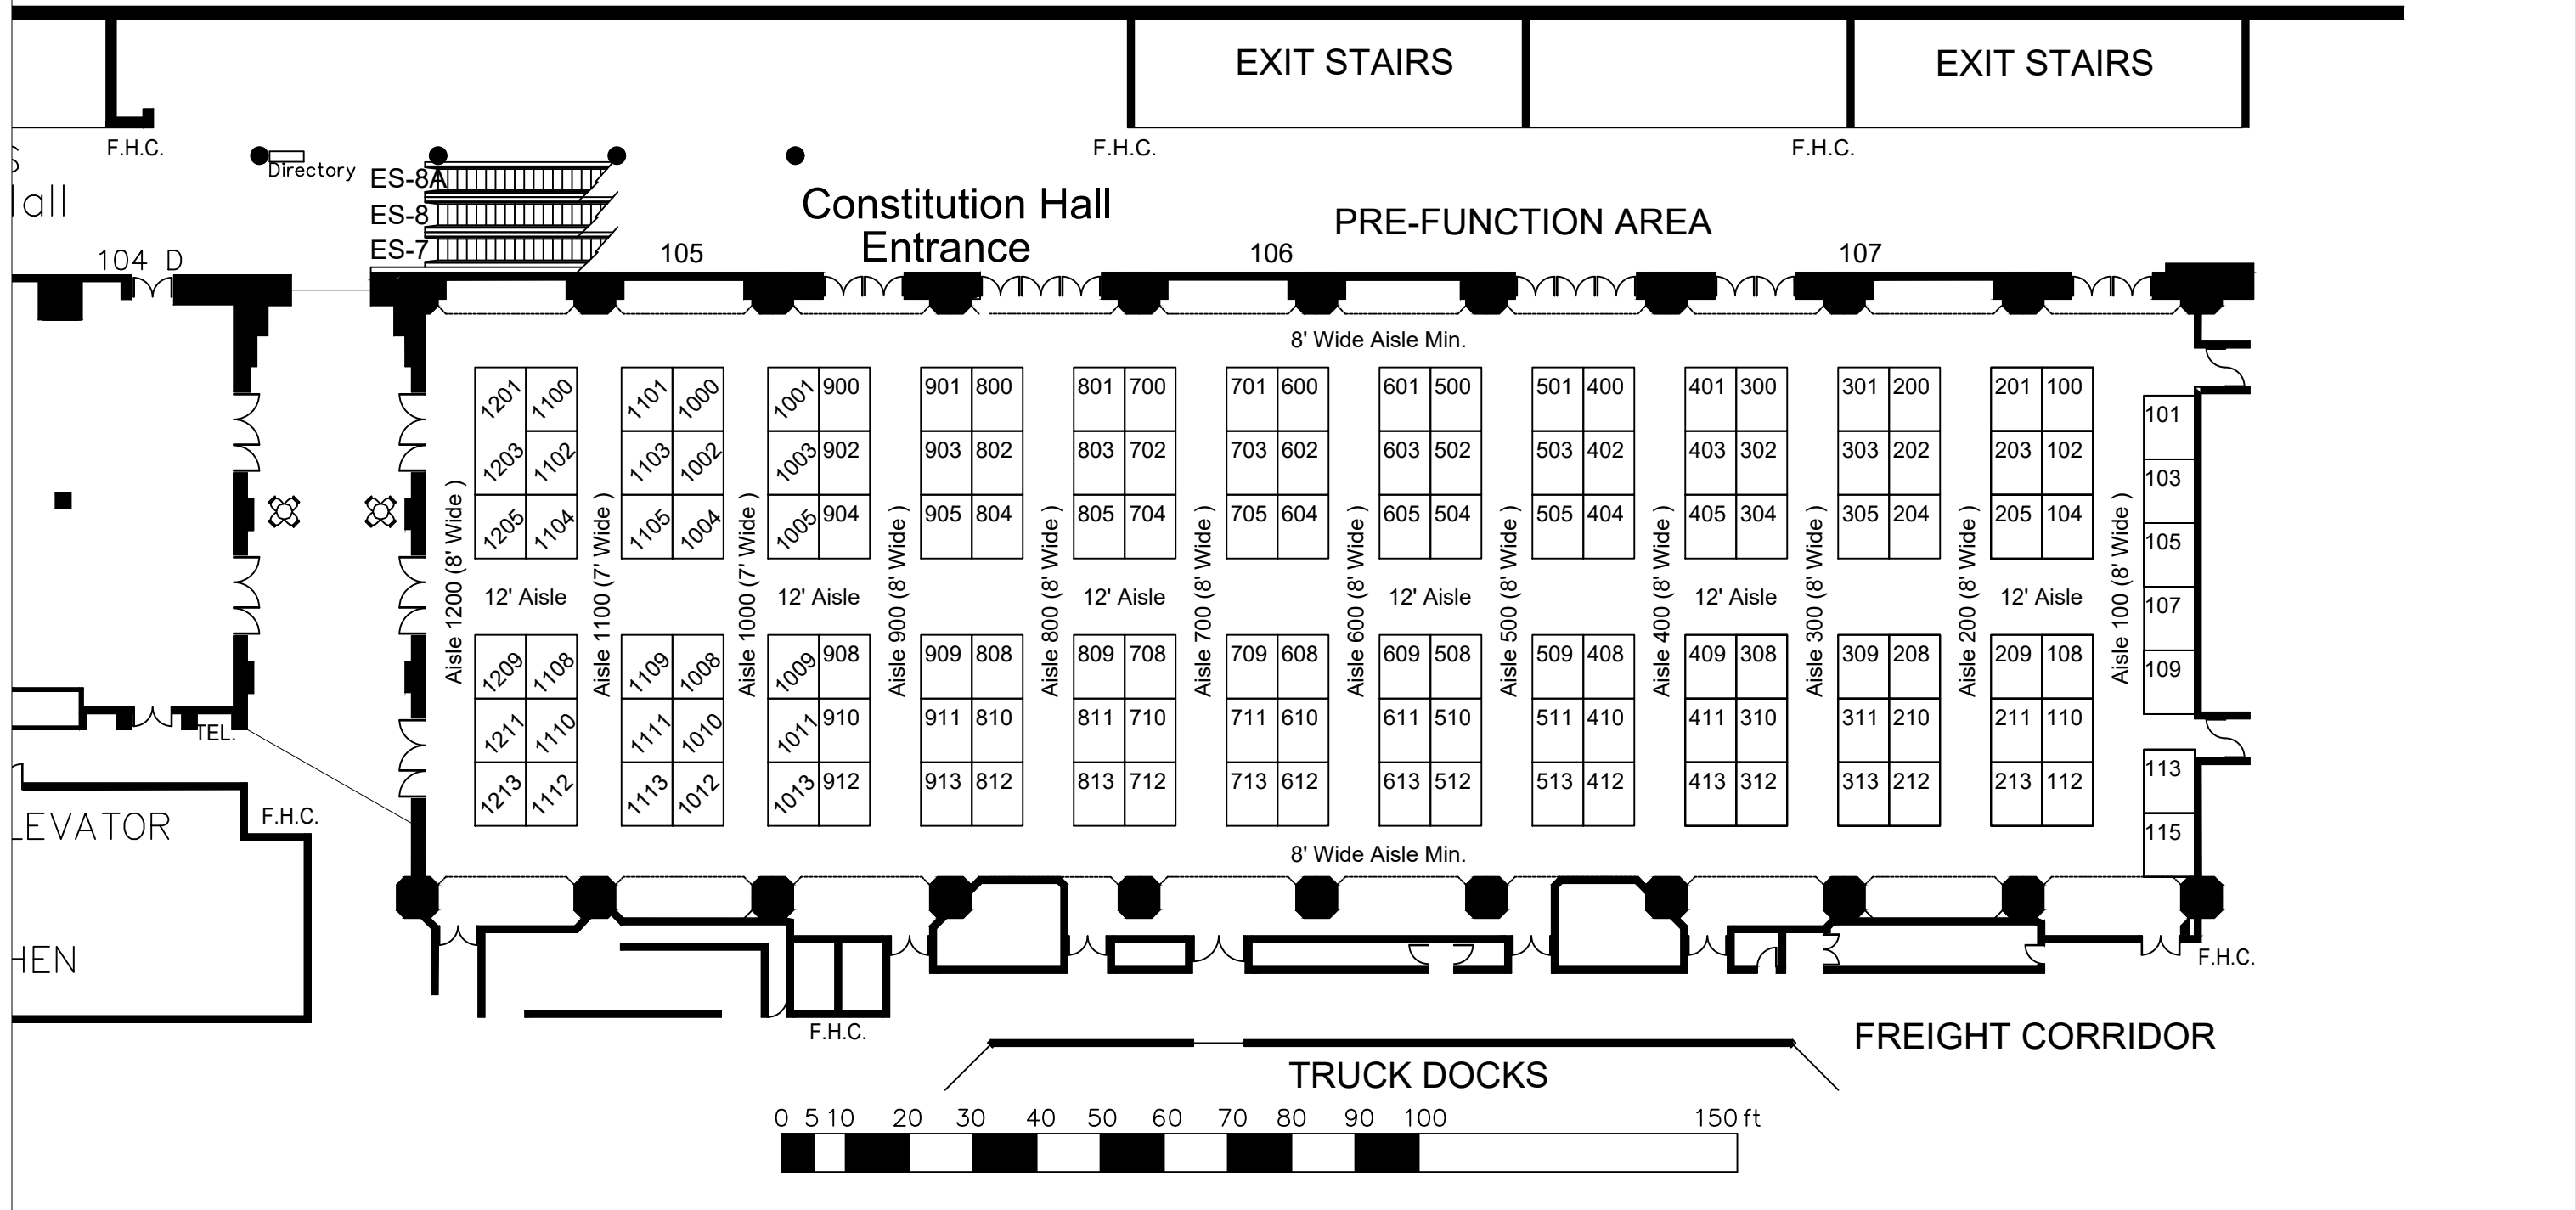 EXIT STAIRS EXIT STAIRS
F.H.C. F.H.C. F.H.C.
Directory
ES-8A
ES-8
ES-7
Constitution Hall
Entrance
PRE-FUNCTION AREA
104 D 105 106 107
8' Wide Aisle Min.
1201 1100 1101 1000 1001 900 901 800 801 700 701 600 601 500 501 400 401 300 301 200 201 100
101
1203 1102 1103 1002 1003 902 903 802 803 702 703 602 603 502 503 402 403 302 303 202 203 102
103
1205 1104 1105 1004 1005 904 905 804 805 704 705 604 605 504 505 404 405 304 305 204 205 104
105
Aisle 1200 (8' Wide )
Aisle 1100 (7' Wide )
Aisle 1000 (7' Wide )
Aisle 900 (8' Wide )
Aisle 800 (8' Wide )
Aisle 700 (8' Wide )
Aisle 600 (8' Wide )
Aisle 500 (8' Wide )
Aisle 400 (8' Wide )
Aisle 300 (8' Wide )
Aisle 200 (8' Wide )
Aisle 100 (8' Wide )
12' Aisle 12' Aisle 12' Aisle 12' Aisle 12' Aisle 12' Aisle
107
1209 1108 1109 1008 1009 908 909 808 809 708 709 608 609 508 509 408 409 308 309 208 209 108
109
1211 1110 1111 1010 1011 910 911 810 811 710 711 610 611 510 511 410 411 310 311 210 211 110
TEL.
113
1213 1112 1113 1012 1013 912 913 812 813 712 713 612 613 512 513 412 413 312 313 212 213 112
F.H.C.
115
8' Wide Aisle Min.
F.H.C.
F.H.C.
FREIGHT CORRIDOR
TRUCK DOCKS
0 5 10 20 30 40 50 60 70 80 90 100 150 ft